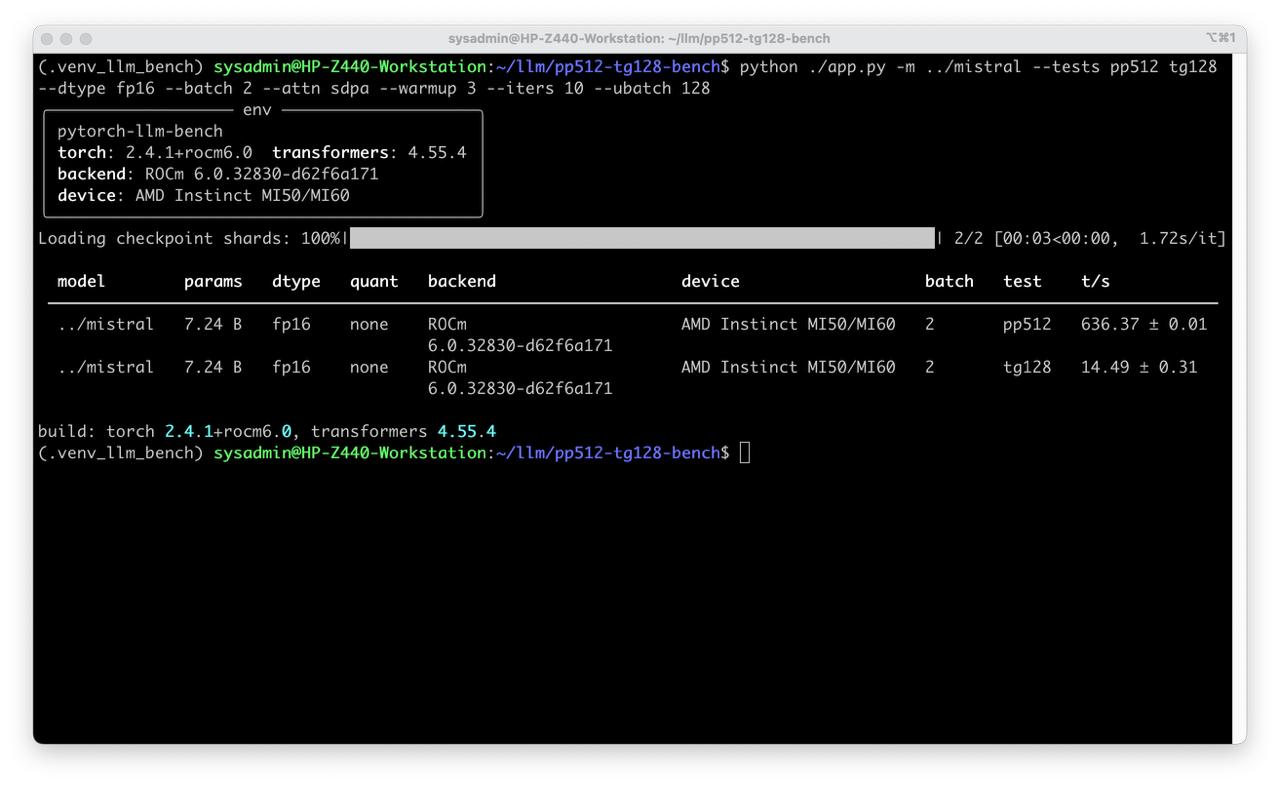 sysadmin@HP-Z440-Workstation: ~/llm/pp512-tg128-bench ⌥⌘1
(.venv_llm_bench) sysadmin@HP-Z440-Workstation:~/llm/pp512-tg128-bench$ python ./app.py -m ../mistral --tests pp512 tg128
--dtype fp16 --batch 2 --attn sdpa --warmup 3 --iters 10 --ubatch 128
env
pytorch-llm-bench
torch: 2.4.1+rocm6.0  transformers: 4.55.4
backend: ROCm 6.0.32830-d62f6a171
device: AMD Instinct MI50/MI60
Loading checkpoint shards: 100%| | 2/2 [00:03<00:00,  1.72s/it]
model params dtype quant backend device batch test t/s
../mistral 7.24 B fp16 none ROCm AMD Instinct MI50/MI60 2 pp512 636.37 ± 0.01
6.0.32830-d62f6a171
../mistral 7.24 B fp16 none ROCm AMD Instinct MI50/MI60 2 tg128 14.49 ± 0.31
6.0.32830-d62f6a171
build: torch 2.4.1+rocm6.0, transformers 4.55.4
(.venv_llm_bench) sysadmin@HP-Z440-Workstation:~/llm/pp512-tg128-bench$